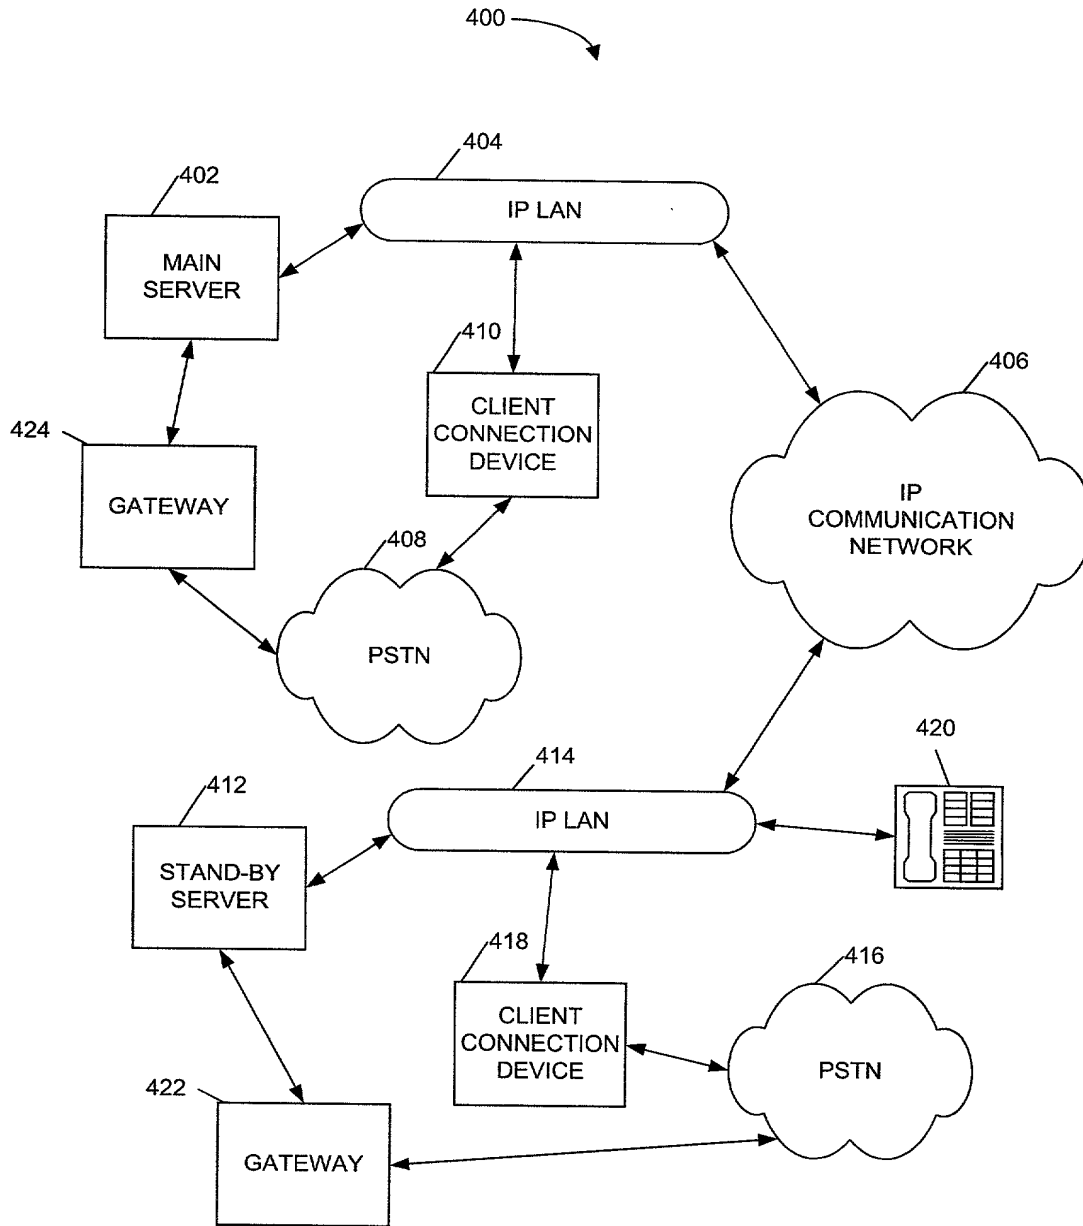 400
404
402
IP LAN
MAIN
SERVER
410
406
CLIENT
CONNECTION
DEVICE
424
GATEWAY
IP
COMMUNICATION
NETWORK
408
PSTN
420
414
412
IP LAN
STAND-BY
SERVER
418
416
CLIENT
CONNECTION
DEVICE
PSTN
422
GATEWAY